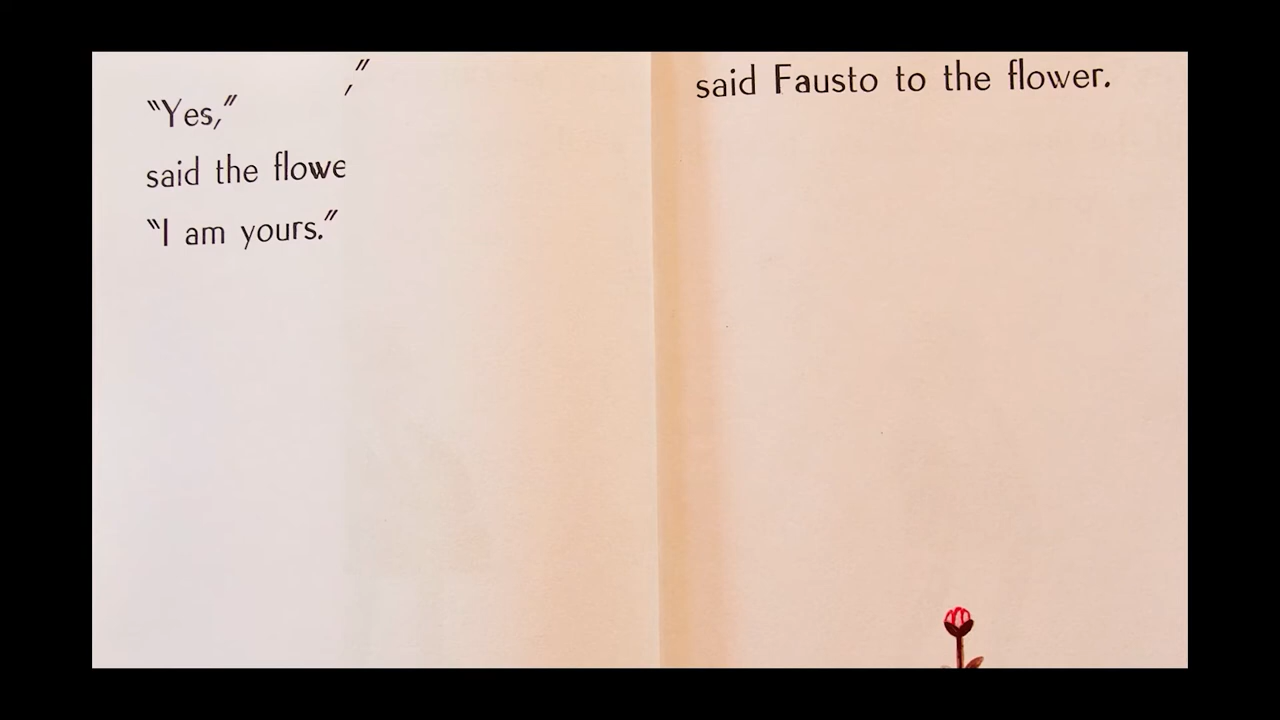 ,”
“Yes,”
said the flowe
“I am yours.”
said Fausto to the flower.